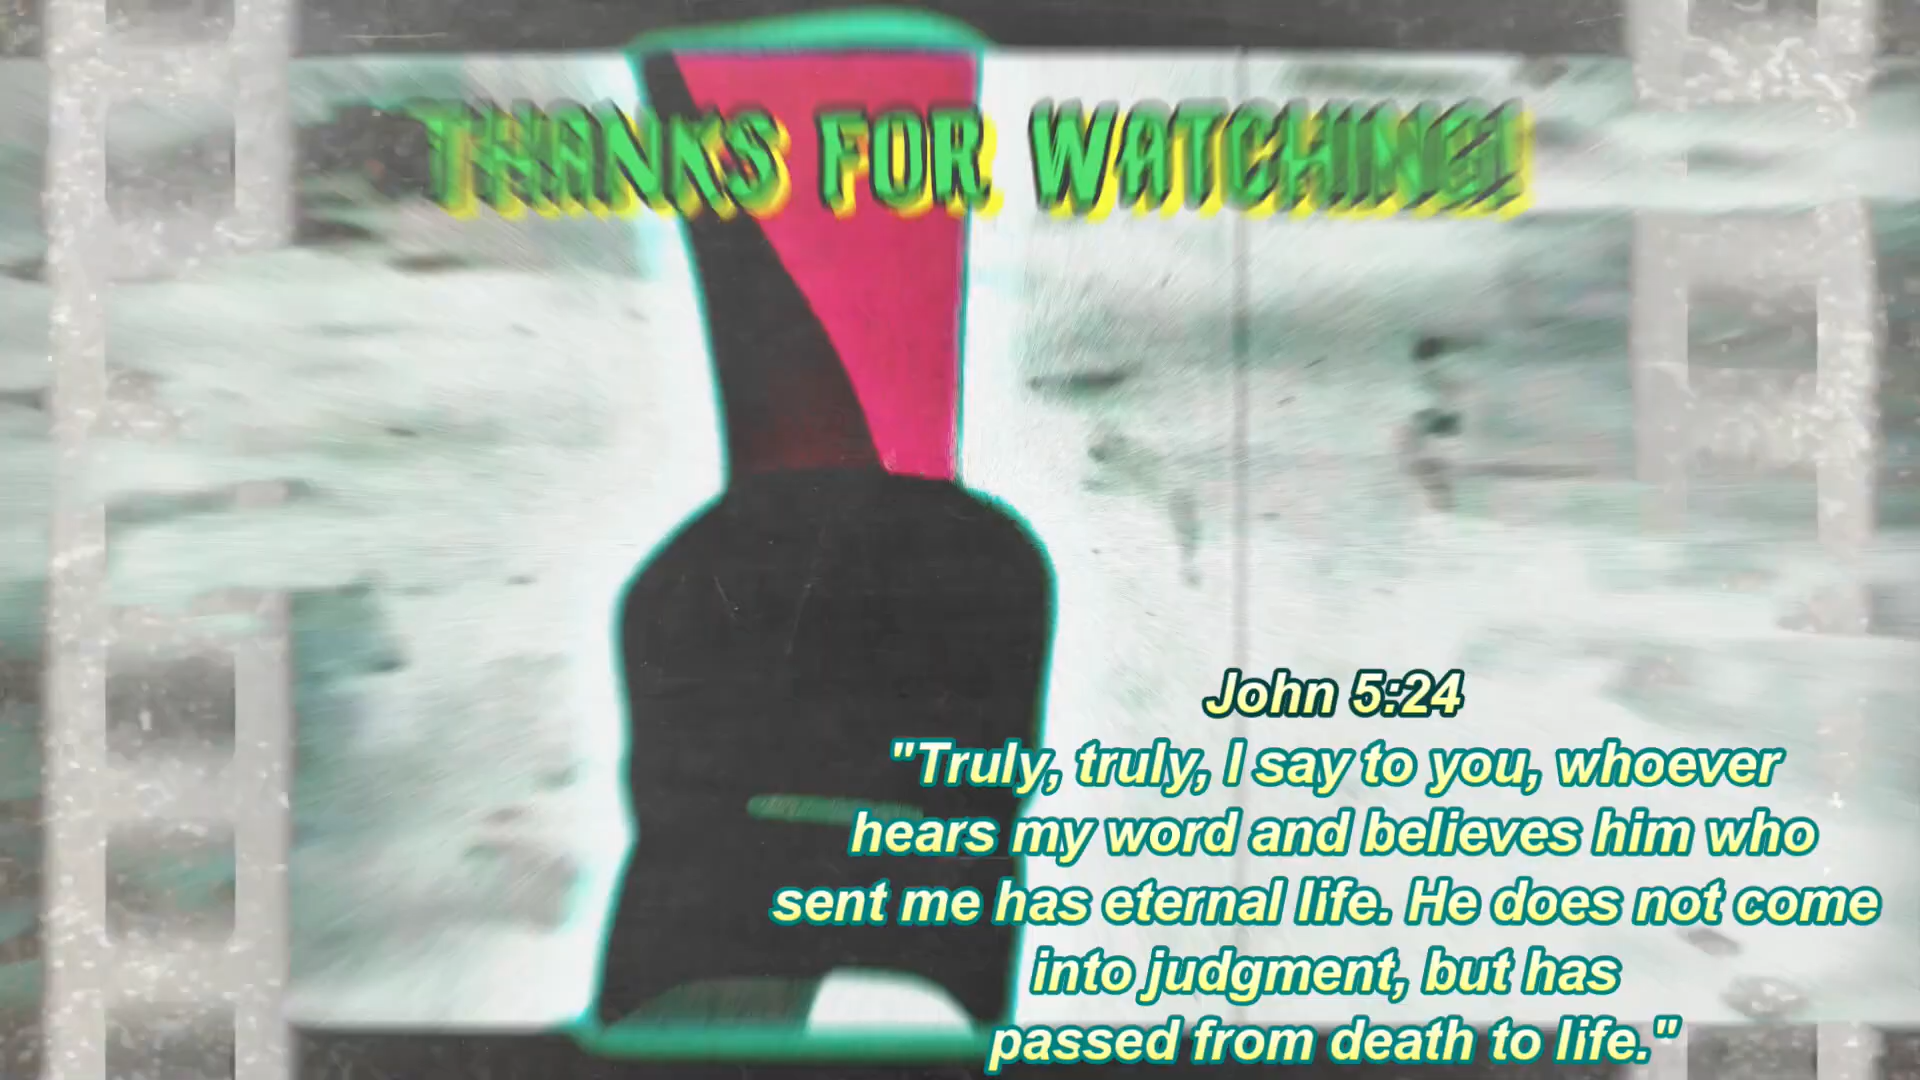 THANKS FOR WATCHING!
John 5:24
"Truly, truly, I say to you, whoever
hears my word and believes him who
sent me has eternal life. He does not come
into judgment, but has
passed from death to life."